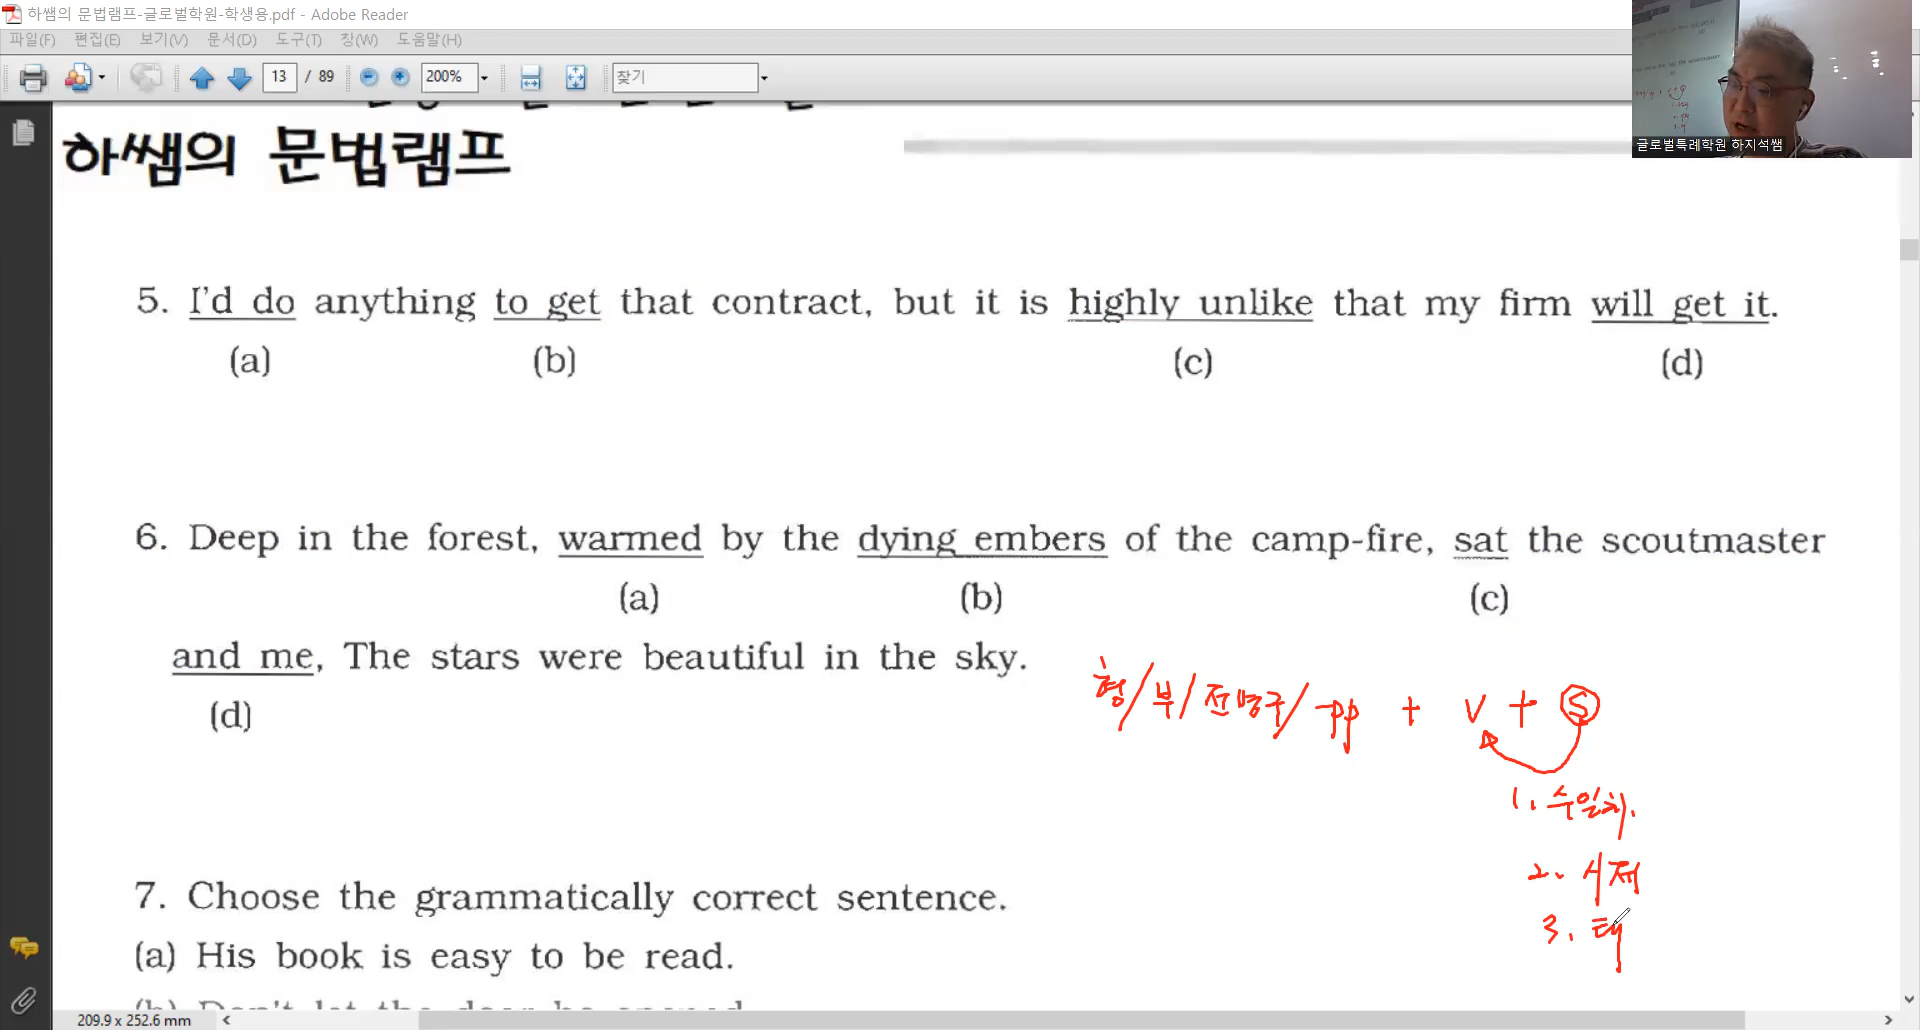 하쌤의 문법램프-글로벌학원-학생용.pdf - Adobe Reader
파일(F) 편집(E) 보기(V) 문서(D) 도구(T) 창(W) 도움말(H)
13 / 89 200% 찾기
글로벌특례학원 하지석쌤
하쌤의 문법램프
5. I'd do anything to get that contract, but it is highly unlike that my firm will get it.
(a) (b) (c) (d)
6. Deep in the forest, warmed by the dying embers of the camp-fire, sat the scoutmaster
(a) (b) (c)
and me, The stars were beautiful in the sky.
(d)
형/부/전명구/pp + V + S
1. 수일치.
2. 시제
3. 태
7. Choose the grammatically correct sentence.
(a) His book is easy to be read.
(b) Don't let the door be opened
209.9 x 252.6 mm